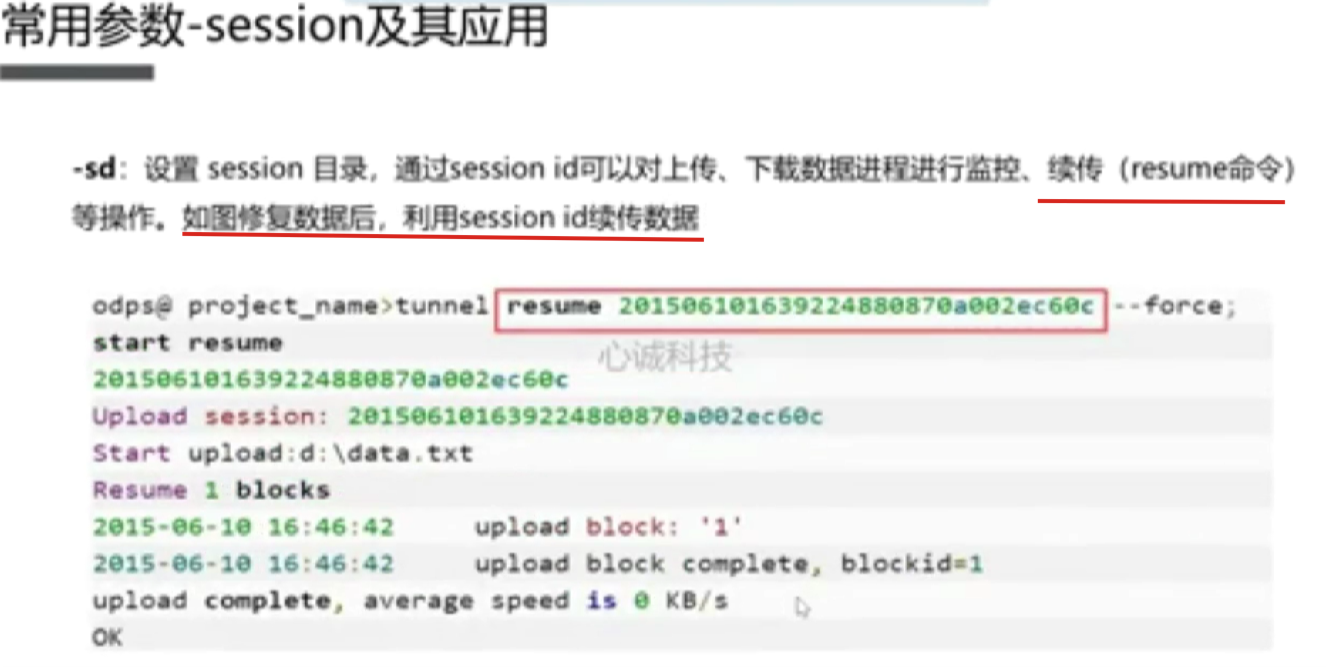 常用参数-session及其应用
-sd：设置 session 目录，通过session id可以对上传、下载数据进程进行监控、续传（resume命令）
等操作。如图修复数据后，利用session id续传数据
odps@ project_name>tunnel resume 201506101639224880870a002ec60c --force;
start resume
心诚科技
201506101639224880870a002ec60c
Upload session: 201506101639224880870a002ec60c
Start upload:d:\data.txt
Resume 1 blocks
2015-06-10 16:46:42 upload block: '1'
2015-06-10 16:46:42 upload block complete, blockid=1
upload complete, average speed is 0 KB/s
OK